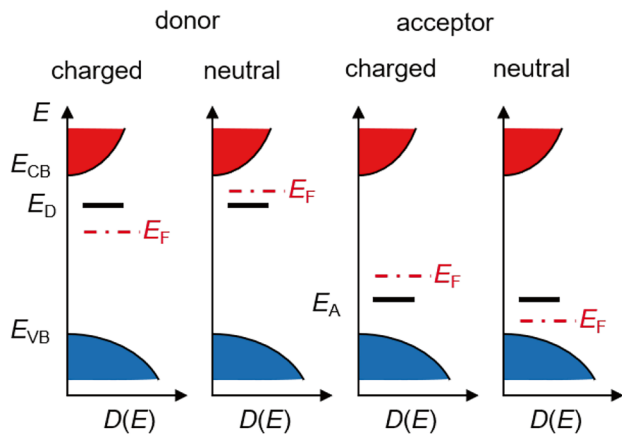 donor acceptor
charged neutral charged neutral
E
E_CB
E_D
E_F
E_F
E_F
E_A
E_F
E_VB
D(E) D(E) D(E) D(E)